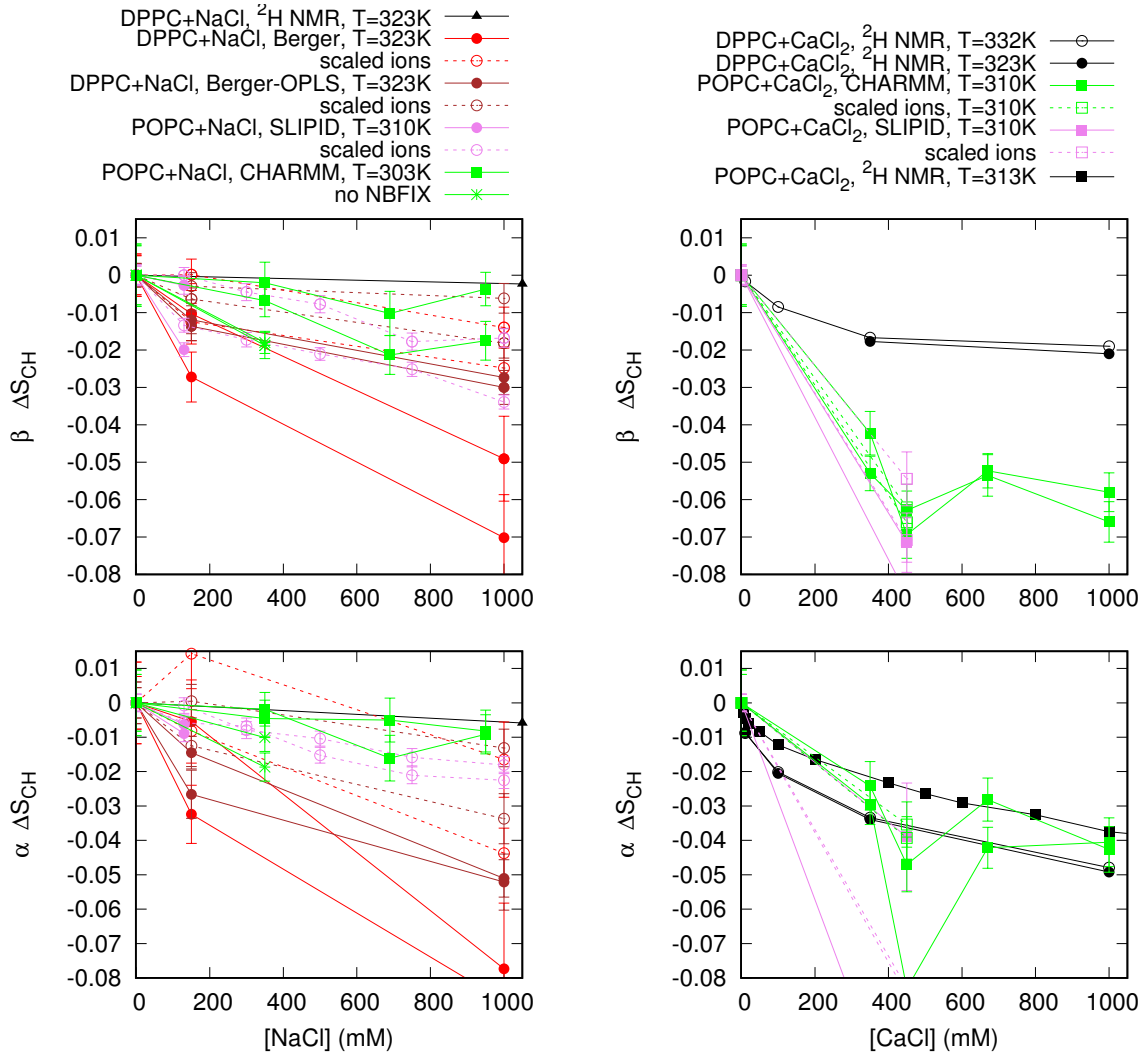 DPPC+NaCl, ²H NMR, T=323K
DPPC+NaCl, Berger, T=323K
scaled ions
DPPC+NaCl, Berger-OPLS, T=323K
scaled ions
POPC+NaCl, SLIPID, T=310K
scaled ions
POPC+NaCl, CHARMM, T=303K
no NBFIX
DPPC+CaCl₂, ²H NMR, T=332K
DPPC+CaCl₂, ²H NMR, T=323K
POPC+CaCl₂, CHARMM, T=310K
scaled ions, T=310K
POPC+CaCl₂, SLIPID, T=310K
scaled ions
POPC+CaCl₂, ²H NMR, T=313K
0.01
0
-0.01
-0.02
-0.03
-0.04
-0.05
-0.06
-0.07
-0.08
β ΔS_CH
0 200 400 600 800 1000
0.01
0
-0.01
-0.02
-0.03
-0.04
-0.05
-0.06
-0.07
-0.08
β ΔS_CH
0 200 400 600 800 1000
0.01
0
-0.01
-0.02
-0.03
-0.04
-0.05
-0.06
-0.07
-0.08
α ΔS_CH
0 200 400 600 800 1000
[NaCl] (mM)
0.01
0
-0.01
-0.02
-0.03
-0.04
-0.05
-0.06
-0.07
-0.08
α ΔS_CH
0 200 400 600 800 1000
[CaCl] (mM)